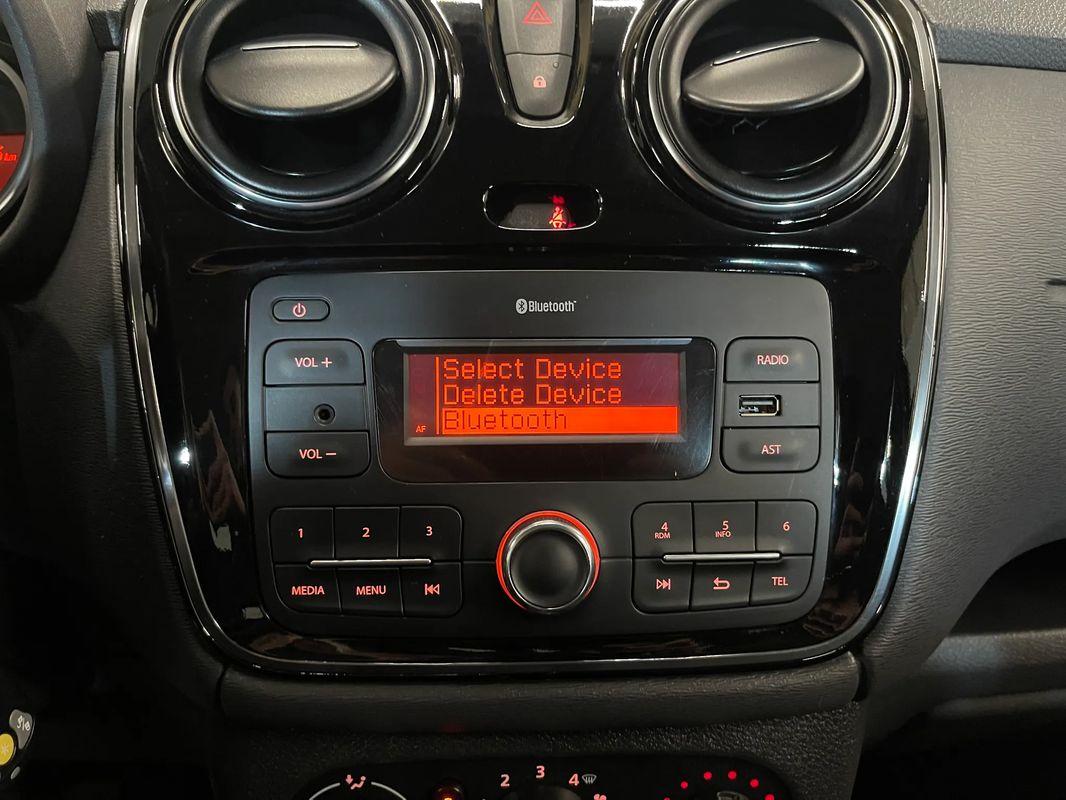 Bluetooth
VOL +
RADIO
Select Device
Delete Device
Bluetooth
AF
VOL −
AST
1
2
3
4
RDM
5
INFO
6
MEDIA
MENU
TEL
2
3
4